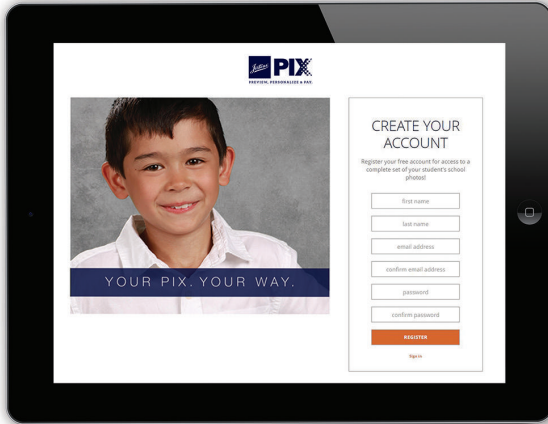 Jostens PIX
PREVIEW, PERSONALIZE & PAY.
YOUR PIX. YOUR WAY.
CREATE YOUR
ACCOUNT
Register your free account for access to a
complete set of your student's school
photos!
first name
last name
email address
confirm email address
password
confirm password
REGISTER
Sign in